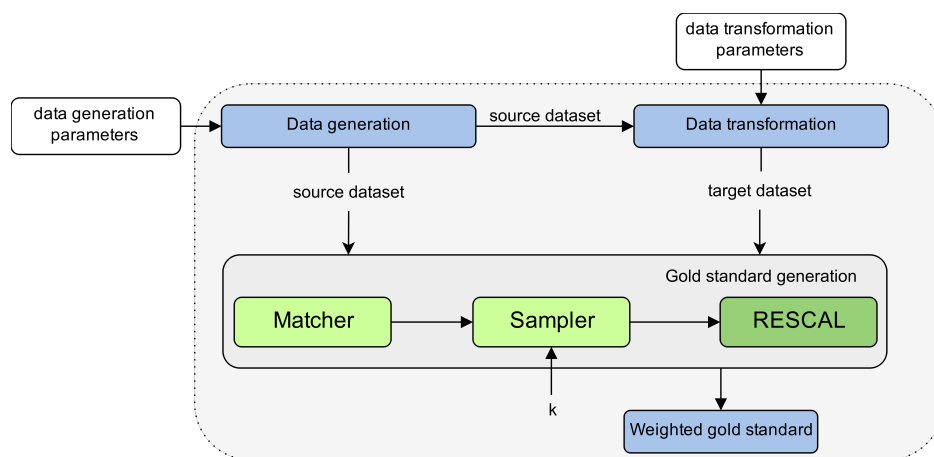 data transformation
parameters
data generation
parameters
Data generation
source dataset
Data transformation
source dataset
target dataset
Gold standard generation
Matcher
Sampler
RESCAL
k
Weighted gold standard